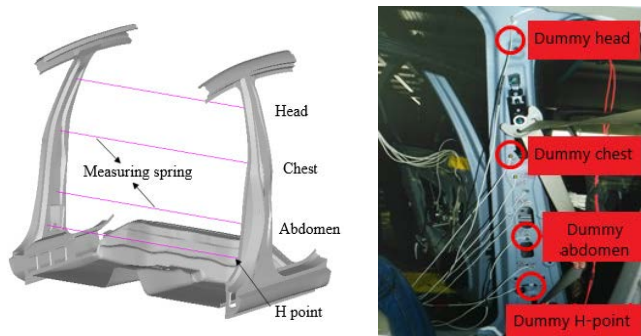 Head
Chest
Measuring spring
Abdomen
H point
Dummy head
Dummy chest
Dummy
abdomen
Dummy H-point